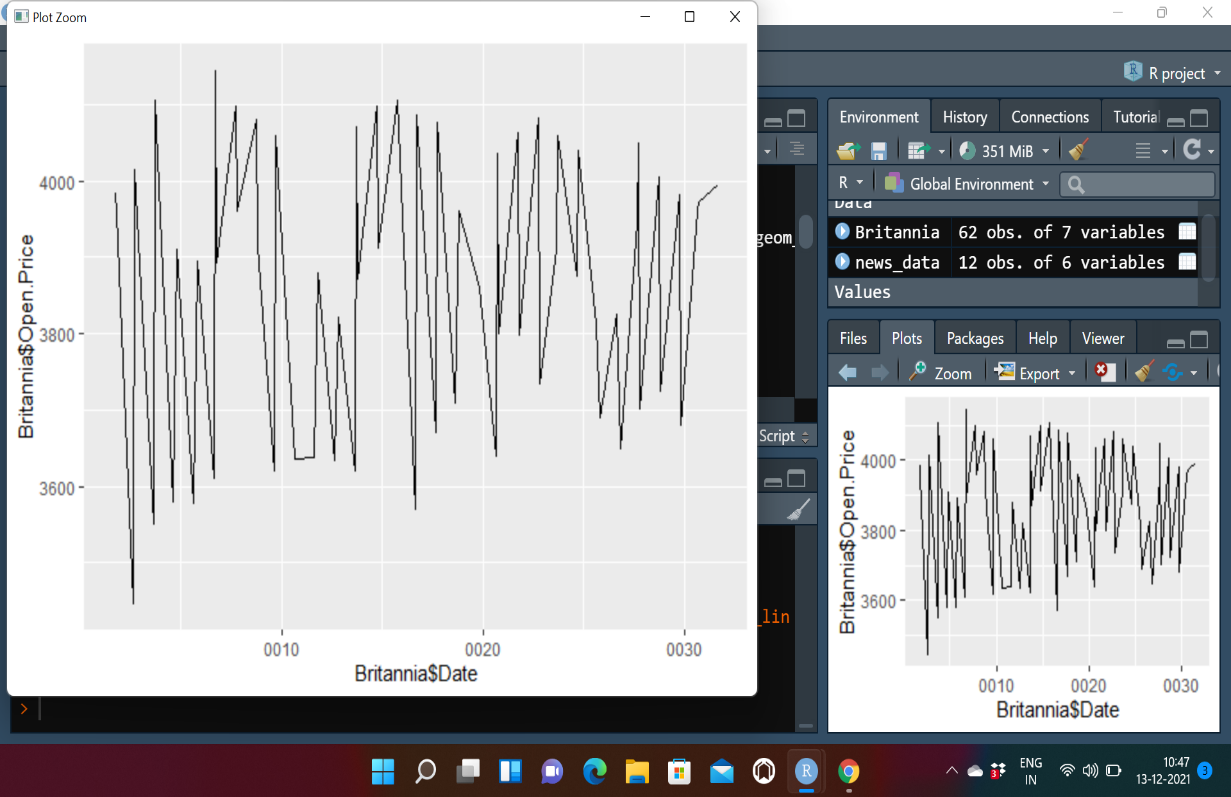 Plot Zoom
R project
4000
3800
3600
Britannia$Open.Price
0010
0020
0030
Britannia$Date
geom_
Script
_lin
>
Environment
History
Connections
Tutorial
351 MiB
R
Global Environment
Data
Britannia
62 obs. of 7 variables
news_data
12 obs. of 6 variables
Values
Files
Plots
Packages
Help
Viewer
Zoom
Export
4000
3800
3600
Britannia$Open.Price
0010
0020
0030
Britannia$Date
R
3
ENG
IN
10:47
13-12-2021
3